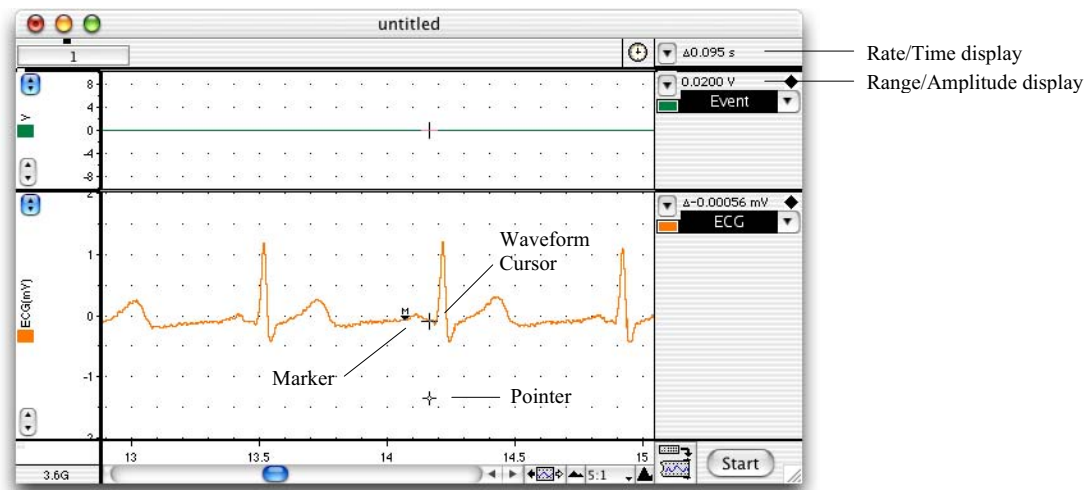 untitled
1
Δ0.095 s
Rate/Time display
0.0200 V
Range/Amplitude display
Event
8
4
0
-4
-8
V
Δ-0.00056 mV
ECG
2
1
0
-1
-2
ECG(mV)
Waveform
Cursor
M
Marker
Pointer
13
13.5
14
14.5
15
3.6G
5:1
Start